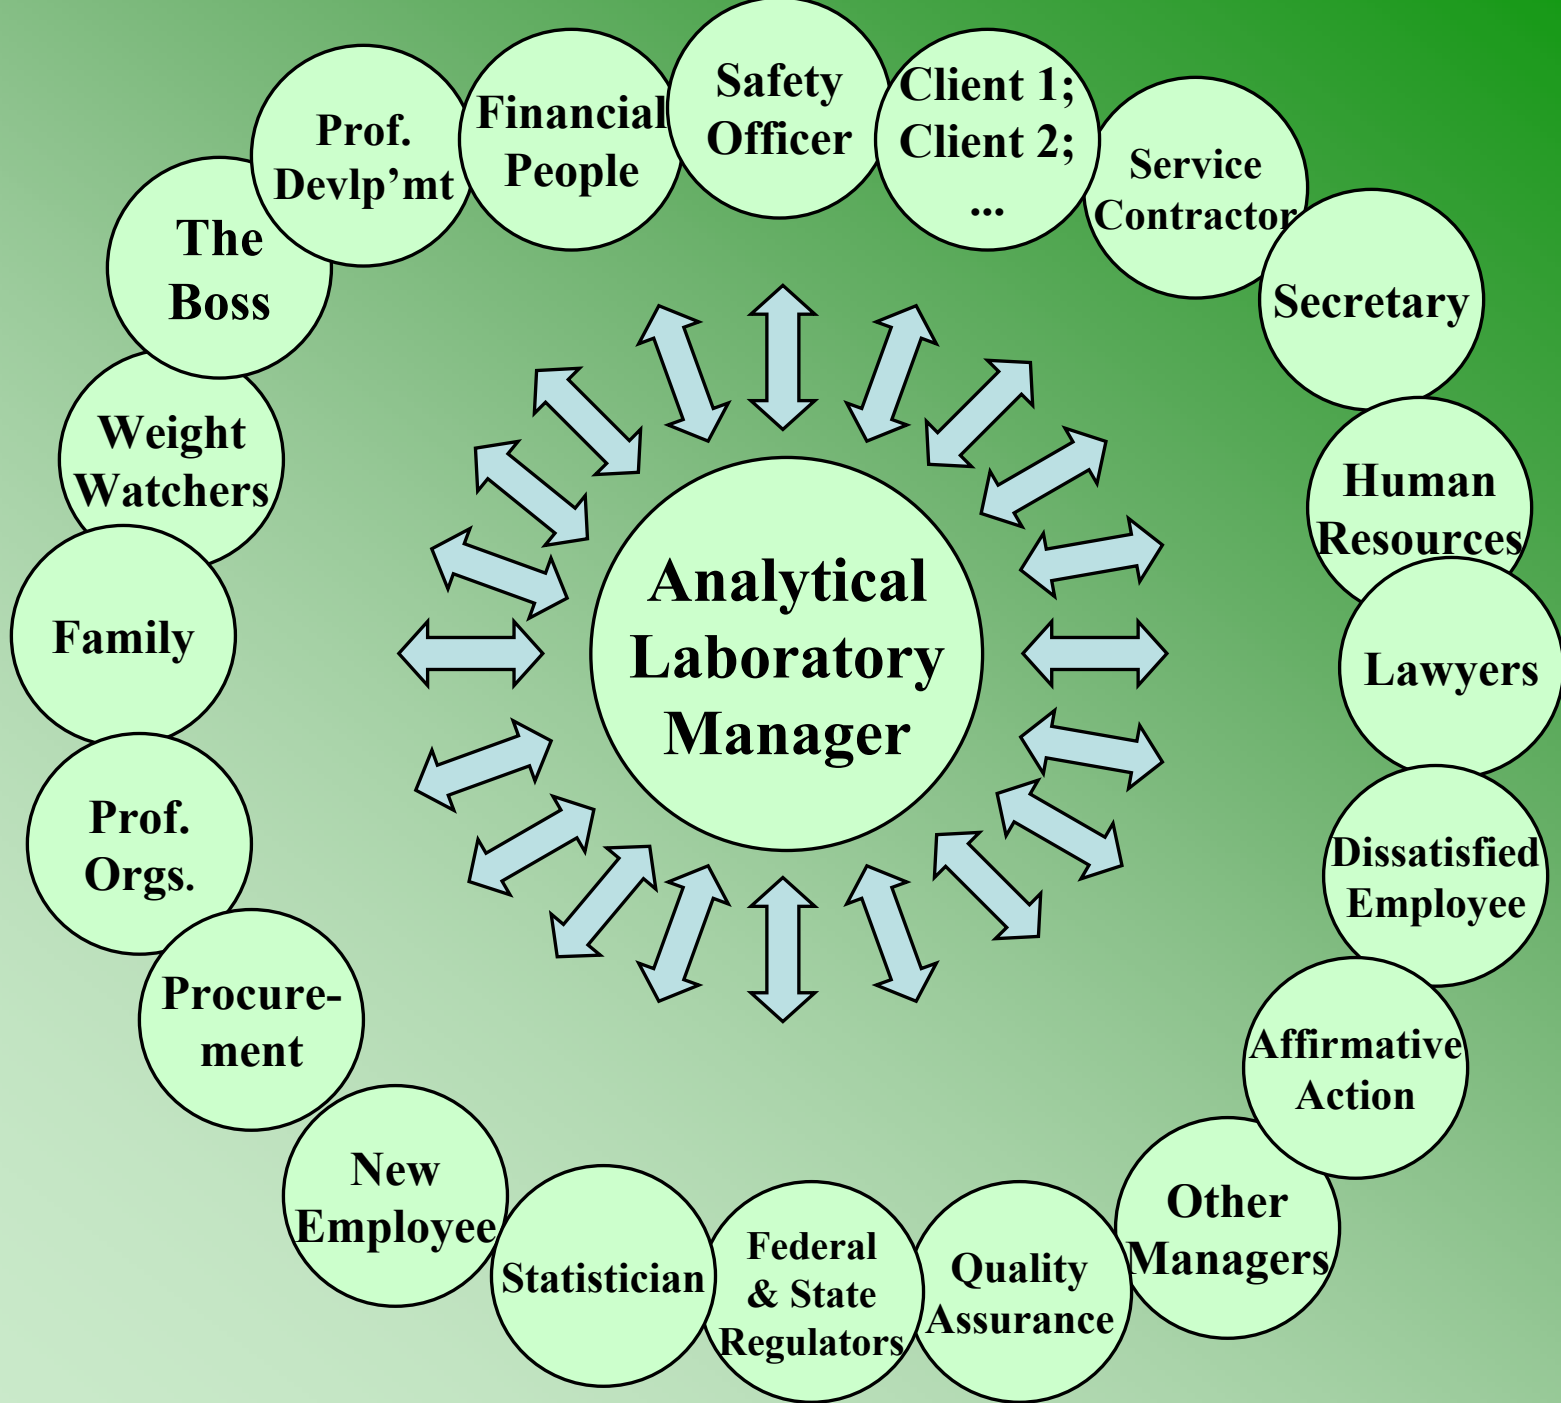 Safety
Officer
Client 1;
Client 2;
...
Service
Contractor
Secretary
Human
Resources
Lawyers
Dissatisfied
Employee
Affirmative
Action
Other
Managers
Quality
Assurance
Federal
& State
Regulators
Statistician
New
Employee
Procure-
ment
Prof.
Orgs.
Family
Weight
Watchers
The
Boss
Prof.
Devlp’mt
Financial
People
Analytical
Laboratory
Manager